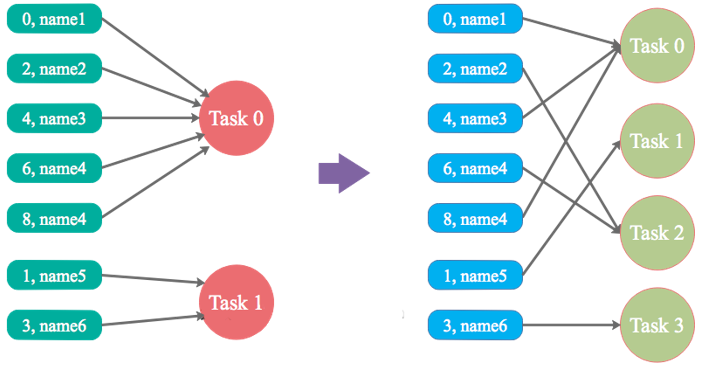 0, name1
2, name2
4, name3
6, name4
8, name4
1, name5
3, name6
Task 0
Task 1
0, name1
2, name2
4, name3
6, name4
8, name4
1, name5
3, name6
Task 0
Task 1
Task 2
Task 3